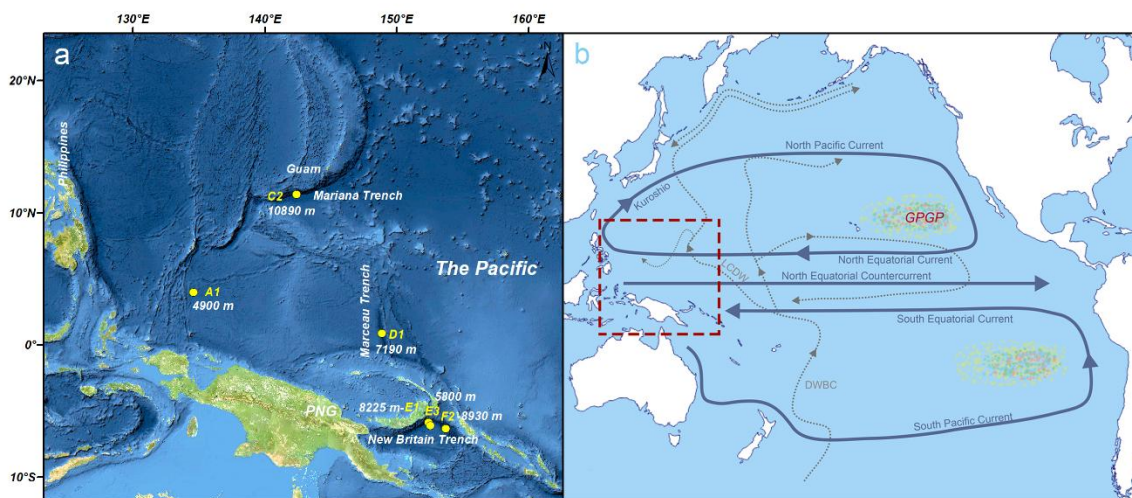 130°E 140°E 150°E 160°E
a
20°N
Philippines
Guam
C2
Mariana Trench
10890 m
10°N
The Pacific
A1
4900 m
Marceau Trench
D1
7190 m
0°
5800 m
PNG
8225 m-E1
E3
F2-8930 m
New Britain Trench
10°S
b
North Pacific Current
Kuroshio
GPGP
North Equatorial Current
LCDW
North Equatorial Countercurrent
South Equatorial Current
DWBC
South Pacific Current